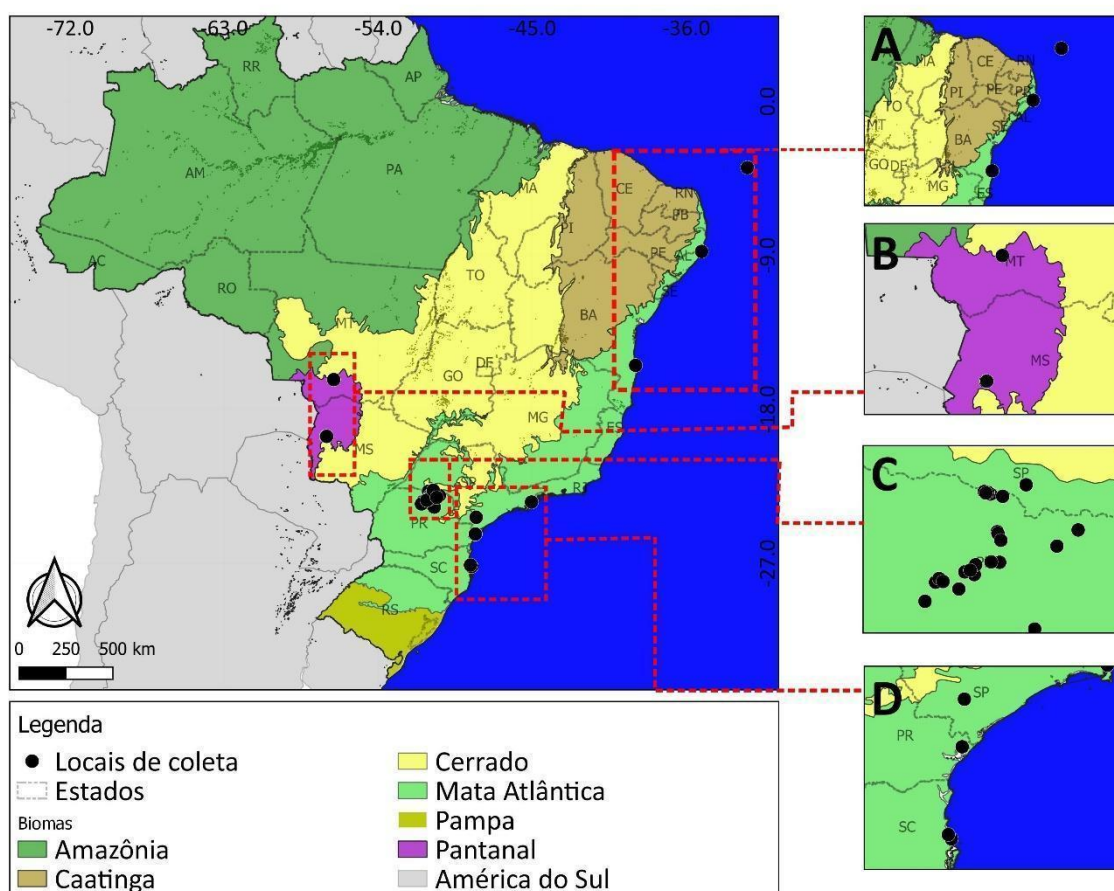 -72.0 -63.0 -54.0 -45.0 -36.0
0.0
-9.0
-18.0
-27.0
RR
AP
AM
PA
MA
CE
RN
PI
PB
PE
AL
SE
AC
RO
TO
BA
MT
GO
DF
MG
ES
MS
SP
RJ
PR
SC
RS
0 250 500 km
A
MA
CE
RN
PI
PE
PB
TO
AL
SE
MT
BA
GO
DF
MG
ES
B
MT
MS
C
SP
D
SP
PR
SC
Legenda
Locais de coleta
Estados
Biomas
Amazônia
Caatinga
Cerrado
Mata Atlântica
Pampa
Pantanal
América do Sul